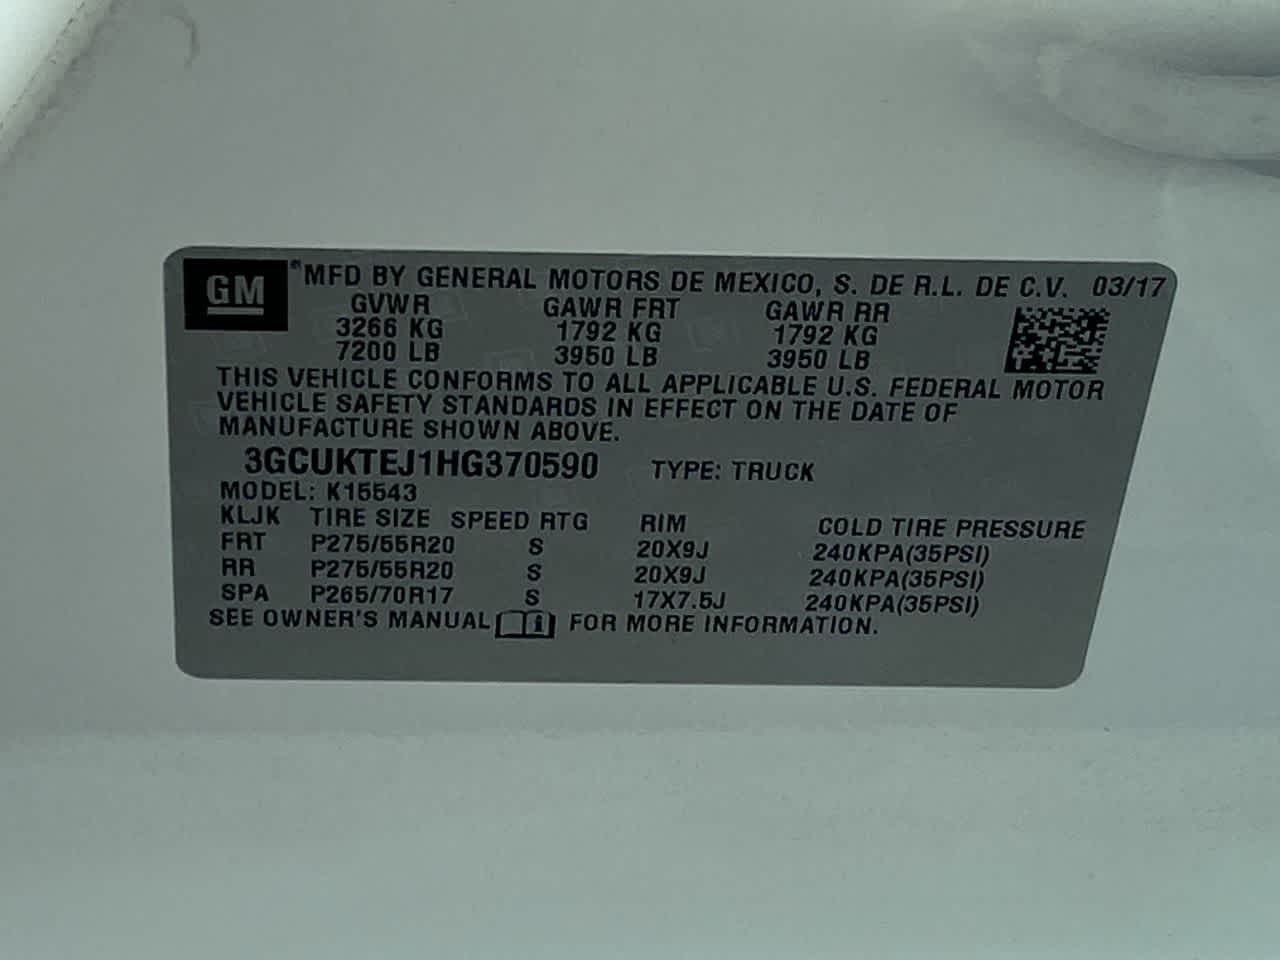 GM ® MFD BY GENERAL MOTORS DE MEXICO, S. DE R.L. DE C.V. 03/17
GVWR GAWR FRT GAWR RR
3266 KG 1792 KG 1792 KG
7200 LB 3950 LB 3950 LB
THIS VEHICLE CONFORMS TO ALL APPLICABLE U.S. FEDERAL MOTOR
VEHICLE SAFETY STANDARDS IN EFFECT ON THE DATE OF
MANUFACTURE SHOWN ABOVE.
3GCUKTEJ1HG370590 TYPE: TRUCK
MODEL: K15543
KLJK TIRE SIZE SPEED RTG RIM COLD TIRE PRESSURE
FRT P275/55R20 S 20X9J 240KPA(35PSI)
RR P275/55R20 S 20X9J 240KPA(35PSI)
SPA P265/70R17 S 17X7.5J 240KPA(35PSI)
SEE OWNER'S MANUAL i FOR MORE INFORMATION.